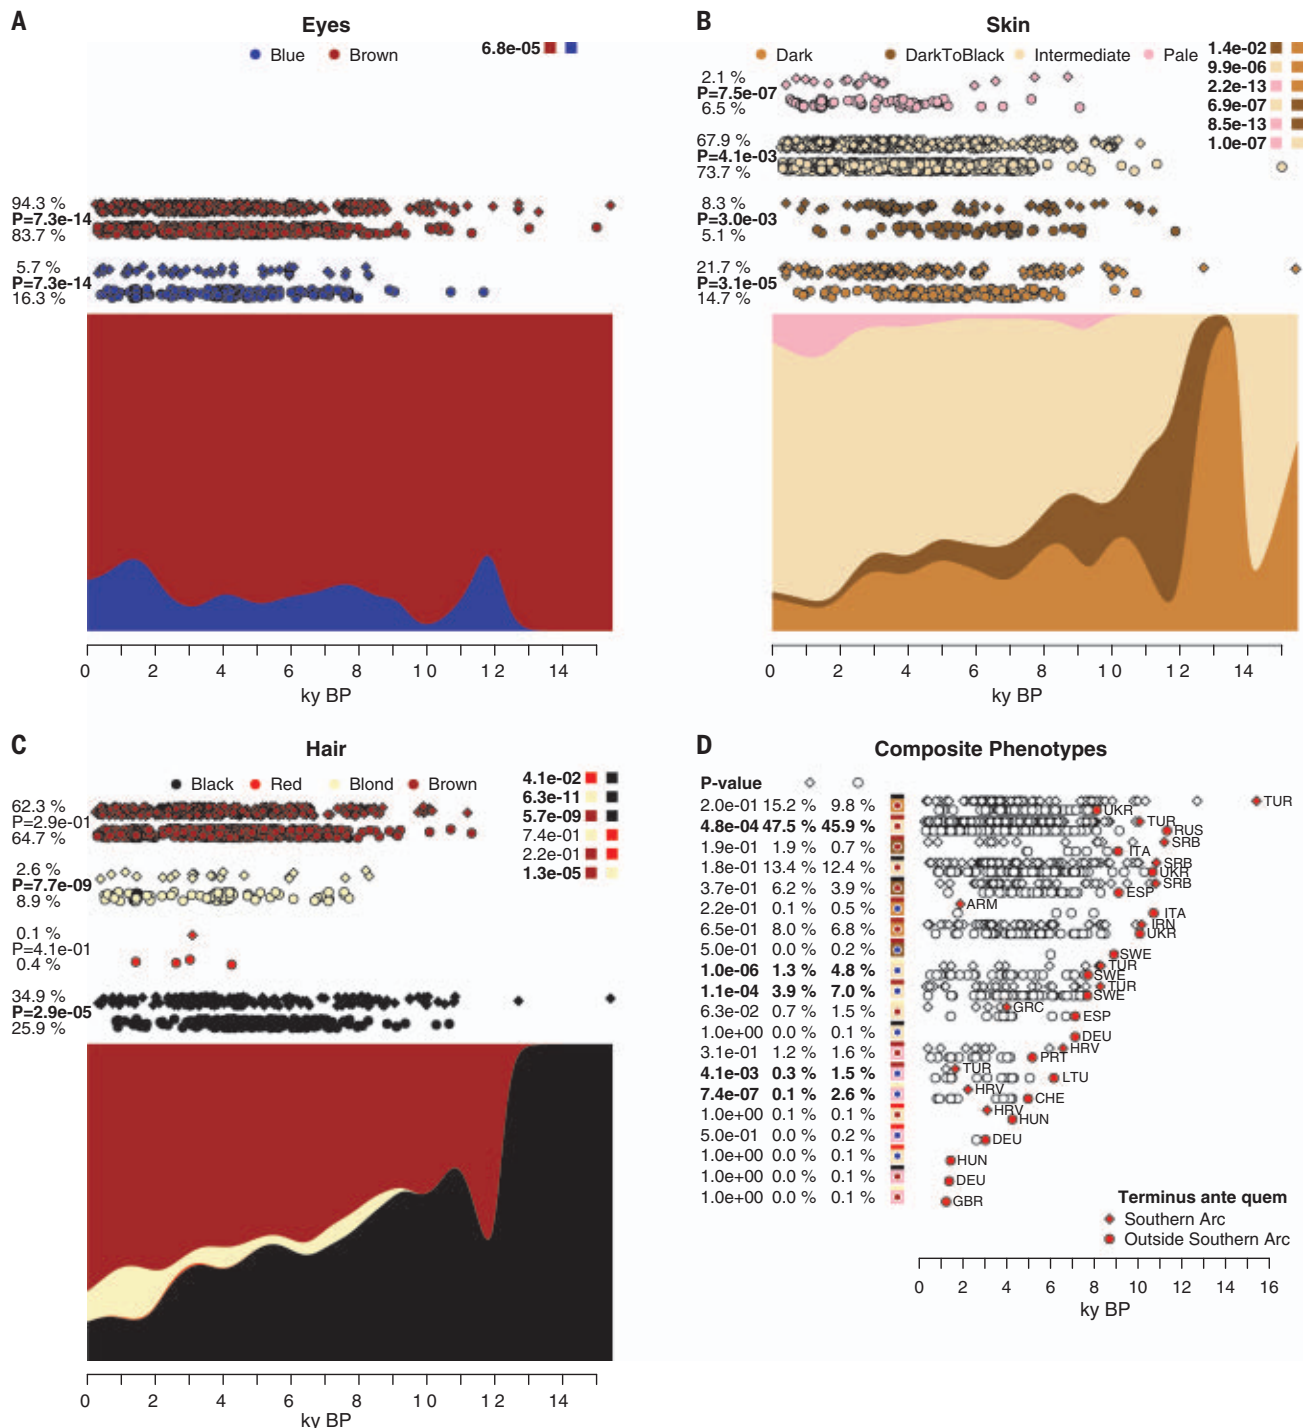 A
Eyes
Blue Brown
6.8e-05
94.3 %
P=7.3e-14
83.7 %
5.7 %
P=7.3e-14
16.3 %
0 2 4 6 8 10 12 14
ky BP
B
Skin
Dark DarkToBlack Intermediate Pale
1.4e-02
9.9e-06
2.2e-13
6.9e-07
8.5e-13
1.0e-07
2.1 %
P=7.5e-07
6.5 %
67.9 %
P=4.1e-03
73.7 %
8.3 %
P=3.0e-03
5.1 %
21.7 %
P=3.1e-05
14.7 %
0 2 4 6 8 10 12 14
ky BP
C
Hair
Black Red Blond Brown
4.1e-02
6.3e-11
5.7e-09
7.4e-01
2.2e-01
1.3e-05
62.3 %
P=2.9e-01
64.7 %
2.6 %
P=7.7e-09
8.9 %
0.1 %
P=4.1e-01
0.4 %
34.9 %
P=2.9e-05
25.9 %
0 2 4 6 8 10 12 14
ky BP
D
Composite Phenotypes
P-value
2.0e-01 15.2 % 9.8 % TUR
UKR
4.8e-04 47.5 % 45.9 % TUR
RUS
1.9e-01 1.9 % 0.7 % SRB
ITA
1.8e-01 13.4 % 12.4 % SRB
UKR
3.7e-01 6.2 % 3.9 % SRB
ESP
2.2e-01 0.1 % 0.5 % ARM
ITA
6.5e-01 8.0 % 6.8 % IRN
UKR
5.0e-01 0.0 % 0.2 % SWE
1.0e-06 1.3 % 4.8 % TUR
SWE
1.1e-04 3.9 % 7.0 % TUR
SWE
6.3e-02 0.7 % 1.5 % GRC
ESP
1.0e+00 0.0 % 0.1 % DEU
3.1e-01 1.2 % 1.6 % HRV
PRT
4.1e-03 0.3 % 1.5 % TUR
LTU
7.4e-07 0.1 % 2.6 % HRV
CHE
1.0e+00 0.1 % 0.1 % HRV
HUN
5.0e-01 0.0 % 0.2 % DEU
1.0e+00 0.0 % 0.1 % HUN
1.0e+00 0.0 % 0.1 % DEU
1.0e+00 0.0 % 0.1 % GBR
Terminus ante quem
Southern Arc
Outside Southern Arc
0 2 4 6 8 10 12 14 16
ky BP